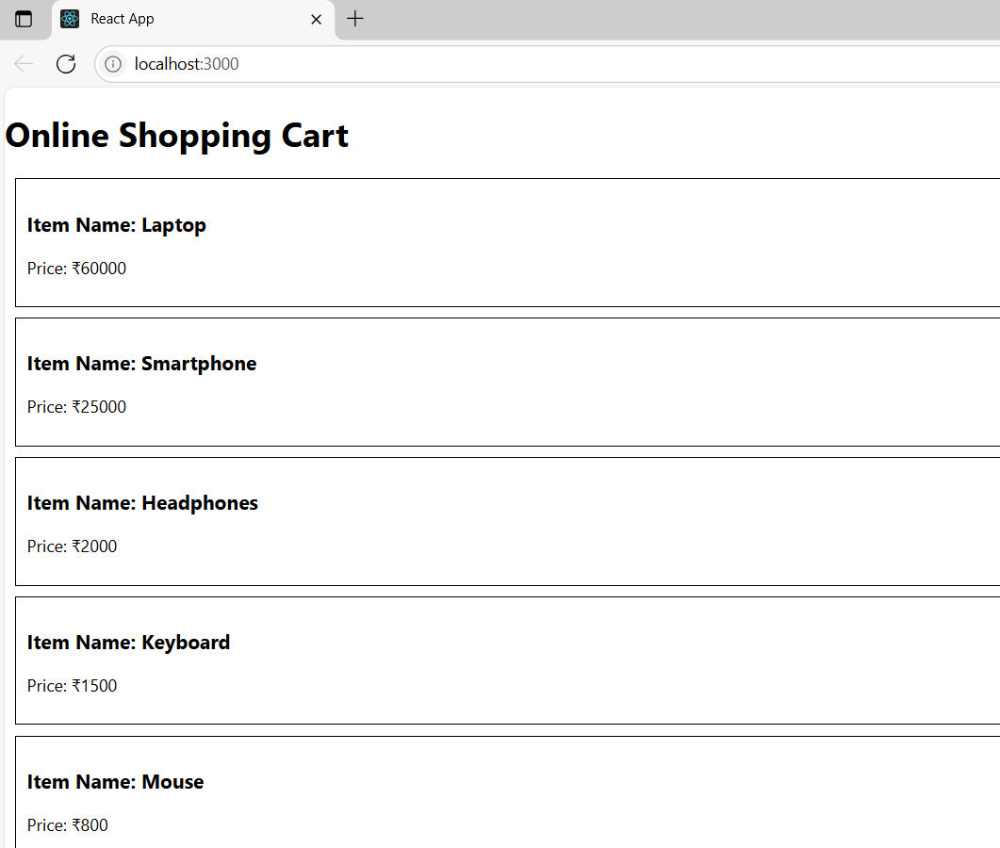 React App
localhost:3000
Online Shopping Cart
Item Name: Laptop
Price: ₹60000
Item Name: Smartphone
Price: ₹25000
Item Name: Headphones
Price: ₹2000
Item Name: Keyboard
Price: ₹1500
Item Name: Mouse
Price: ₹800